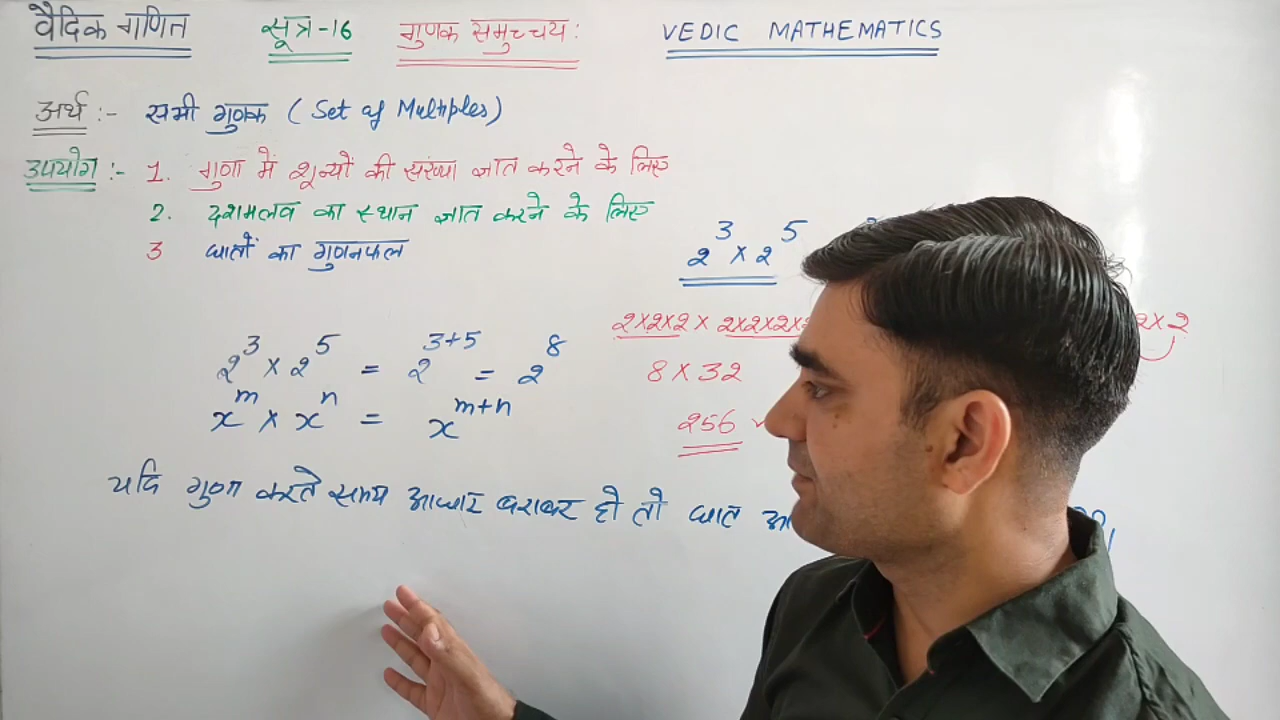 वैदिक गणित सूत्र-16 गुणक समुच्चय: VEDIC MATHEMATICS
अर्थ :- सभी गुणक ( Set of Multiples)
उपयोग :- 1. गुणा में शून्यों की संख्या ज्ञात करने के लिए
2. दशमलव का स्थान ज्ञात करने के लिए
3 घातों का गुणनफल
2³ × 2⁵
2×2×2 × 2×2×2×2
8 × 32
256
2³ × 2⁵ = 2³⁺⁵ = 2⁸
xᵐ × xⁿ = xᵐ⁺ⁿ
यदि गुणा करते समय आधार बराबर हो तो घात